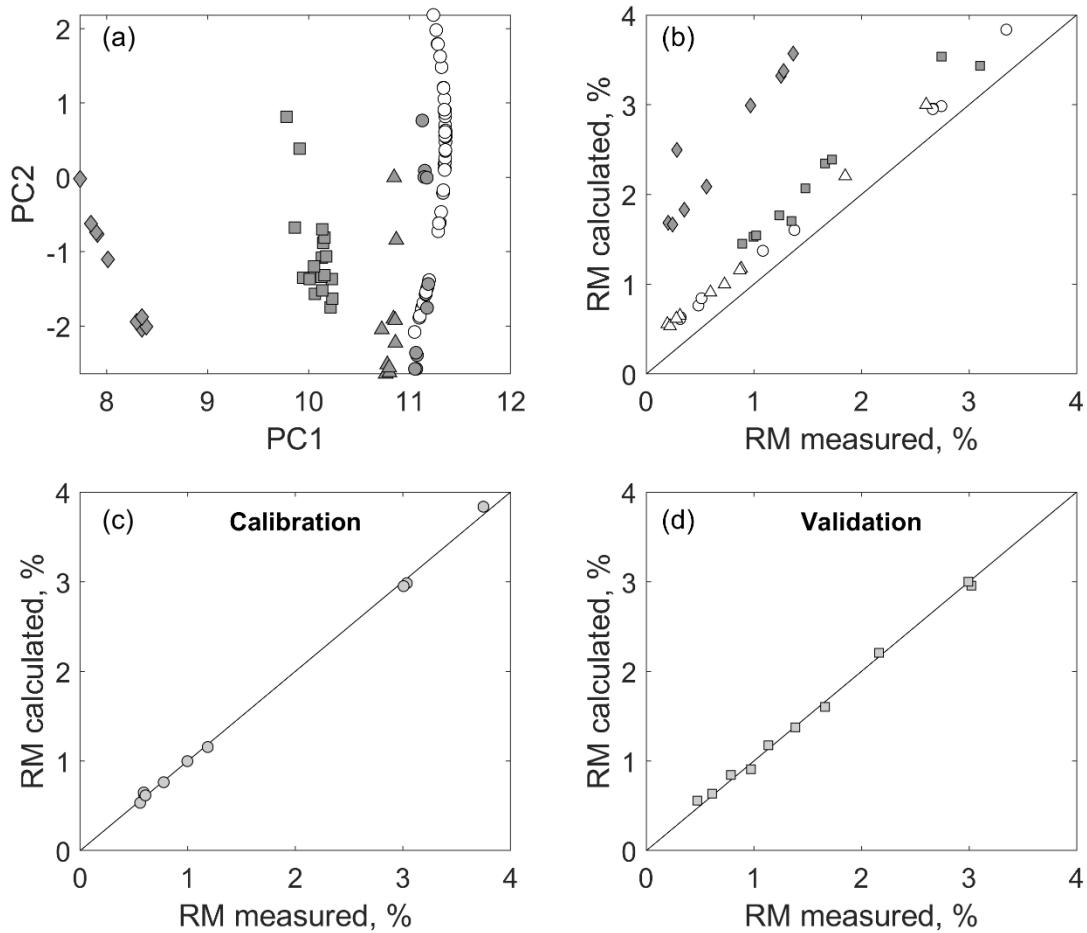 (a)
PC2
2
1
0
-1
-2
8
9
10
11
12
PC1
(b)
RM calculated, %
4
3
2
1
0
0
1
2
3
4
RM measured, %
(c)
Calibration
RM calculated, %
4
3
2
1
0
0
1
2
3
4
RM measured, %
(d)
Validation
RM calculated, %
4
3
2
1
0
0
1
2
3
4
RM measured, %